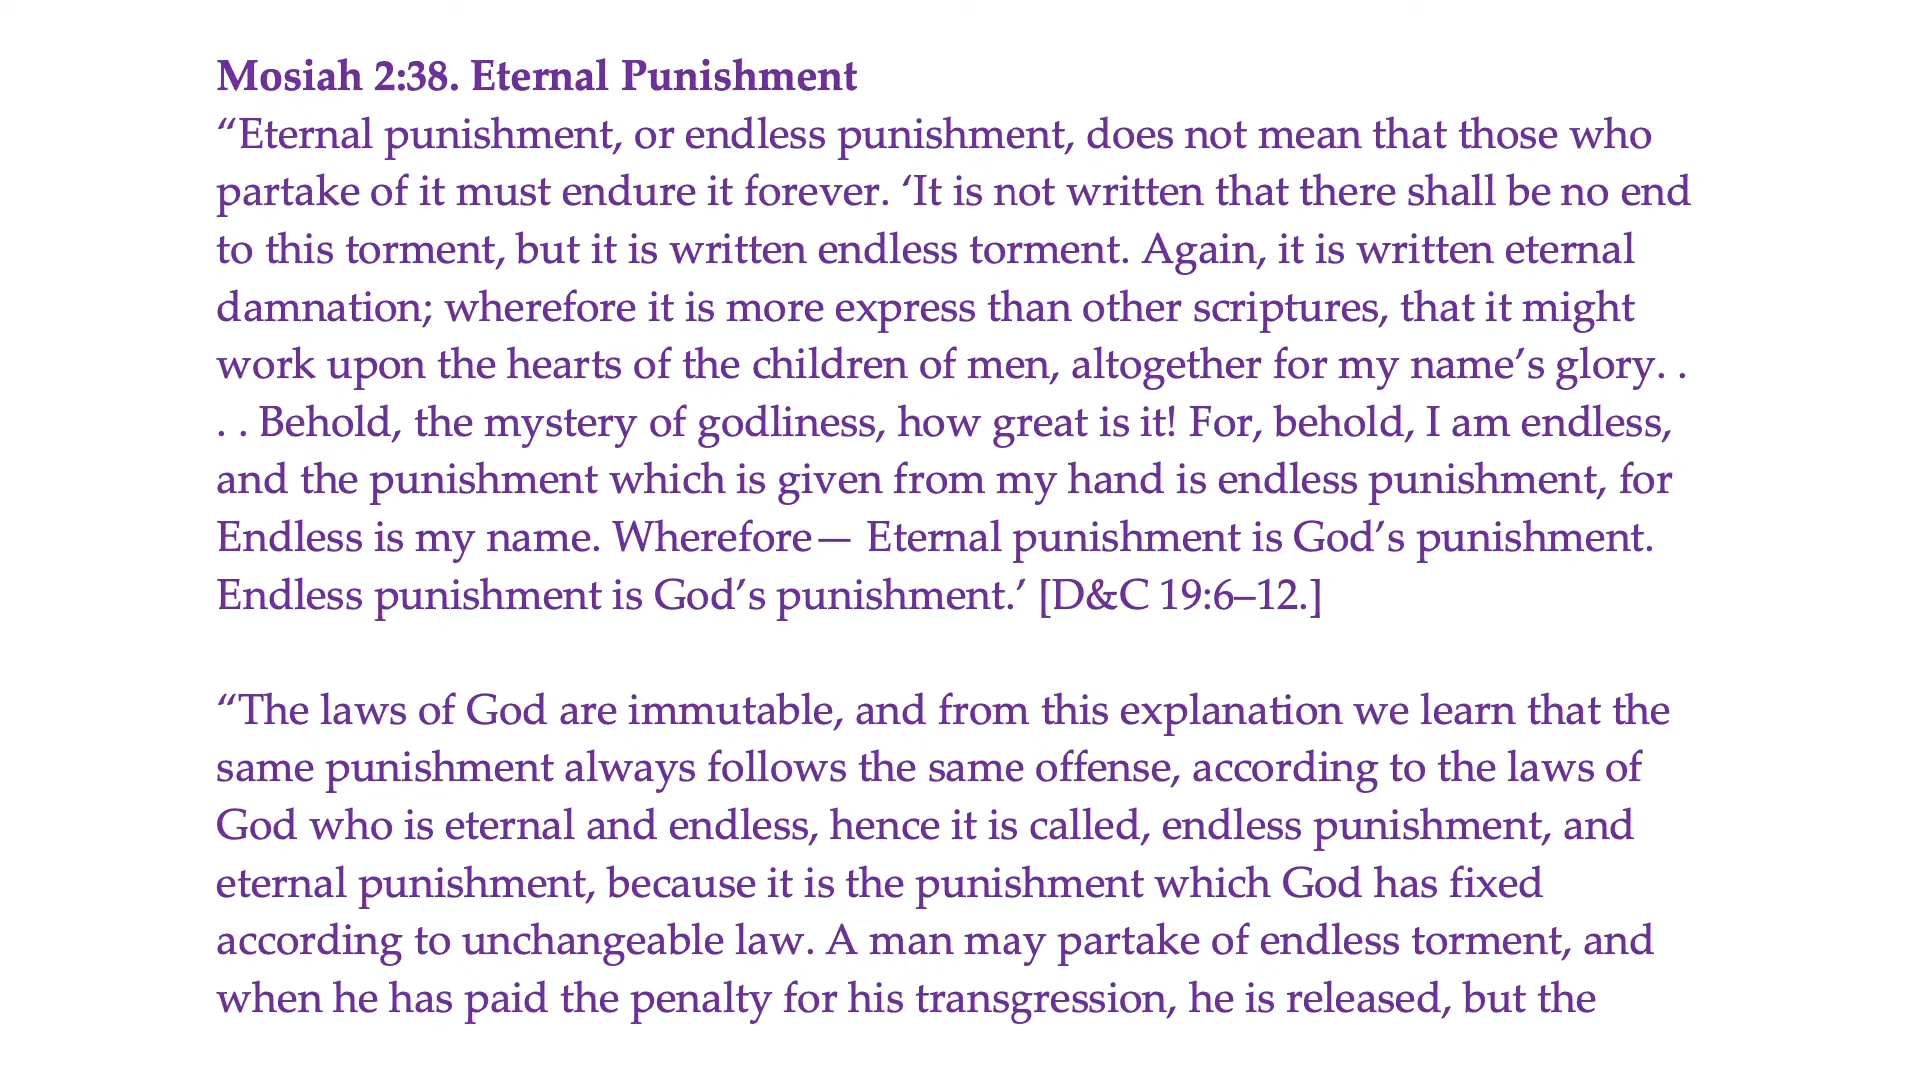 Mosiah 2:38. Eternal Punishment
“Eternal punishment, or endless punishment, does not mean that those who
partake of it must endure it forever. ‘It is not written that there shall be no end
to this torment, but it is written endless torment. Again, it is written eternal
damnation; wherefore it is more express than other scriptures, that it might
work upon the hearts of the children of men, altogether for my name’s glory. .
. . Behold, the mystery of godliness, how great is it! For, behold, I am endless,
and the punishment which is given from my hand is endless punishment, for
Endless is my name. Wherefore— Eternal punishment is God’s punishment.
Endless punishment is God’s punishment.’ [D&C 19:6–12.]
“The laws of God are immutable, and from this explanation we learn that the
same punishment always follows the same offense, according to the laws of
God who is eternal and endless, hence it is called, endless punishment, and
eternal punishment, because it is the punishment which God has fixed
according to unchangeable law. A man may partake of endless torment, and
when he has paid the penalty for his transgression, he is released, but the